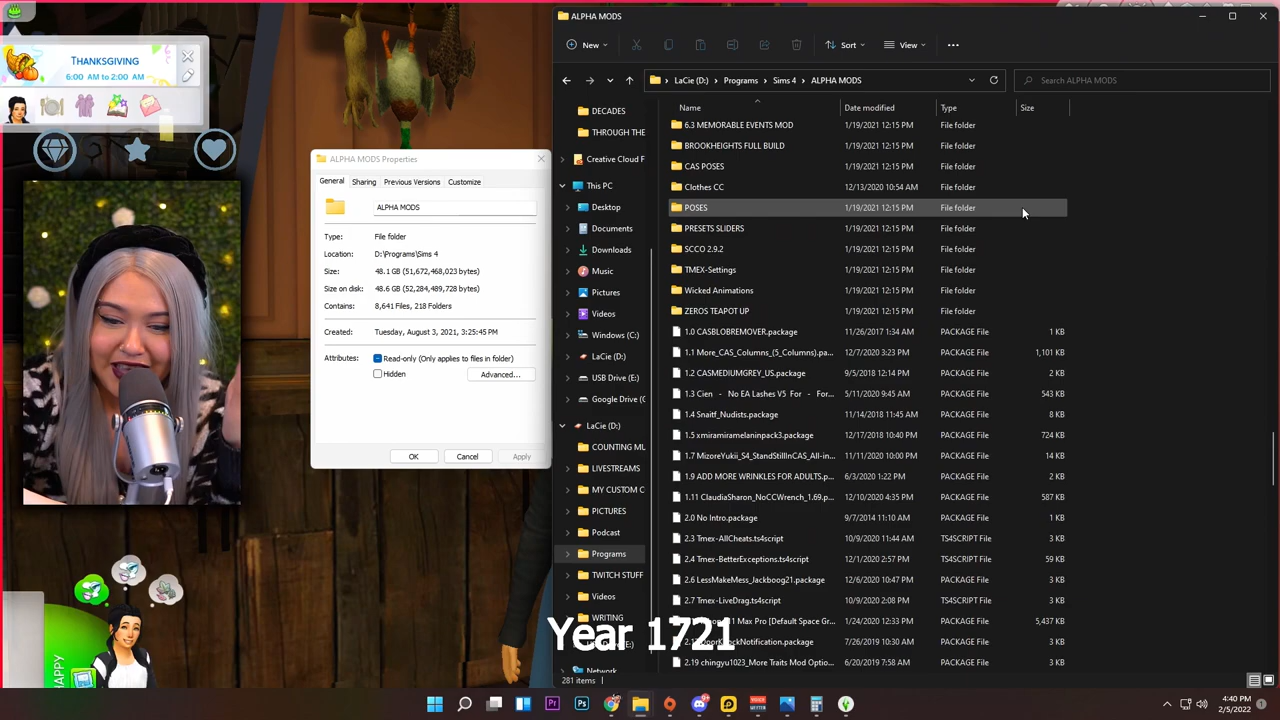 THANKSGIVING
6:00 AM to 2:00 AM
HAPPY
ALPHA MODS Properties
General Sharing Previous Versions Customize
ALPHA MODS
Type: File folder
Location: D:\Programs\Sims 4
Size: 48.1 GB (51,672,468,023 bytes)
Size on disk: 48.6 GB (52,284,489,728 bytes)
Contains: 8,641 Files, 218 Folders
Created: Tuesday, August 3, 2021, 3:25:45 PM
Attributes: Read-only (Only applies to files in folder)
Hidden Advanced...
OK Cancel Apply
ALPHA MODS
New Sort View
LaCie (D:) Programs Sims 4 ALPHA MODS Search ALPHA MODS
DECADES
THROUGH THE
Creative Cloud F
This PC
Desktop
Documents
Downloads
Music
Pictures
Videos
Windows (C:)
LaCie (D:)
USB Drive (E:)
Google Drive (G
LaCie (D:)
COUNTING MU
LIVESTREAMS
MY CUSTOM C
PICTURES
Podcast
Programs
TWITCH STUFF
Videos
WRITING
Network
Name Date modified Type Size
6.3 MEMORABLE EVENTS MOD 1/19/2021 12:15 PM File folder
BROOKHEIGHTS FULL BUILD 1/19/2021 12:15 PM File folder
CAS POSES 1/19/2021 12:15 PM File folder
Clothes CC 12/13/2020 10:54 AM File folder
POSES 1/19/2021 12:15 PM File folder
PRESETS SLIDERS 1/19/2021 12:15 PM File folder
SCCO 2.9.2 1/19/2021 12:15 PM File folder
TMEX-Settings 1/19/2021 12:15 PM File folder
Wicked Animations 1/19/2021 12:15 PM File folder
ZEROS TEAPOT UP 1/19/2021 12:15 PM File folder
1.0 CASBLOBREMOVER.package 11/26/2017 1:34 AM PACKAGE File 1 KB
1.1 More_CAS_Columns_(5_Columns).pa... 12/7/2020 3:23 PM PACKAGE File 1,101 KB
1.2 CASMEDIUMGREY_US.package 9/5/2018 12:14 PM PACKAGE File 2 KB
1.3 Cien - No EA Lashes V5 For - For... 5/11/2020 9:45 AM PACKAGE File 543 KB
1.4 Snaitf_Nudists.package 11/14/2018 11:45 AM PACKAGE File 8 KB
1.5 xmiramiramelaninpack3.package 12/17/2018 10:40 PM PACKAGE File 724 KB
1.7 MizoreYukii_S4_StandStillinCAS_All-in... 11/11/2020 10:00 PM PACKAGE File 14 KB
1.9 ADD MORE WRINKLES FOR ADULTS.p... 6/3/2020 1:22 PM PACKAGE File 2 KB
1.11 ClaudiaSharon_NoCCWrench_1.69.pa... 12/10/2020 4:35 PM PACKAGE File 587 KB
2.0 No Intro.package 9/7/2014 11:10 AM PACKAGE File 1 KB
2.3 Tmex-AllCheats.ts4script 10/9/2020 11:44 AM TS4SCRIPT File 3 KB
2.4 Tmex-BetterExceptions.ts4script 12/1/2020 2:57 PM TS4SCRIPT File 59 KB
2.6 LessMakeMess_Jackboog21.package 12/6/2020 10:47 PM PACKAGE File 3 KB
2.7 Tmex-LiveDrag.ts4script 10/9/2020 2:08 PM TS4SCRIPT File 3 KB
11 Max Pro [Default Space Gr... 1/24/2020 12:33 PM PACKAGE File 5,437 KB
KnockNotification.package 7/26/2019 10:30 AM PACKAGE File 3 KB
2.19 chingyu1023_More Traits Mod Optio... 6/20/2019 7:58 AM PACKAGE File 3 KB
Year 1721
281 items
4:40 PM
2/5/2022